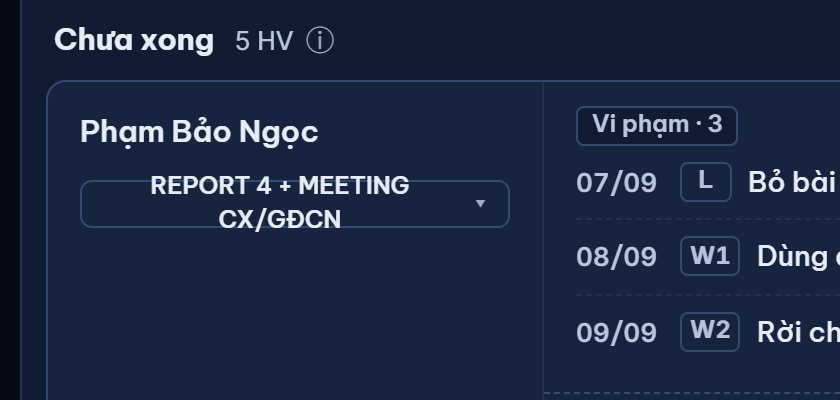 Chưa xong 5 HV ⓘ
Phạm Bảo Ngọc
REPORT 4 + MEETING
CX/GĐCN
Vi phạm · 3
07/09 L Bỏ bài
08/09 W1 Dùng
09/09 W2 Rời